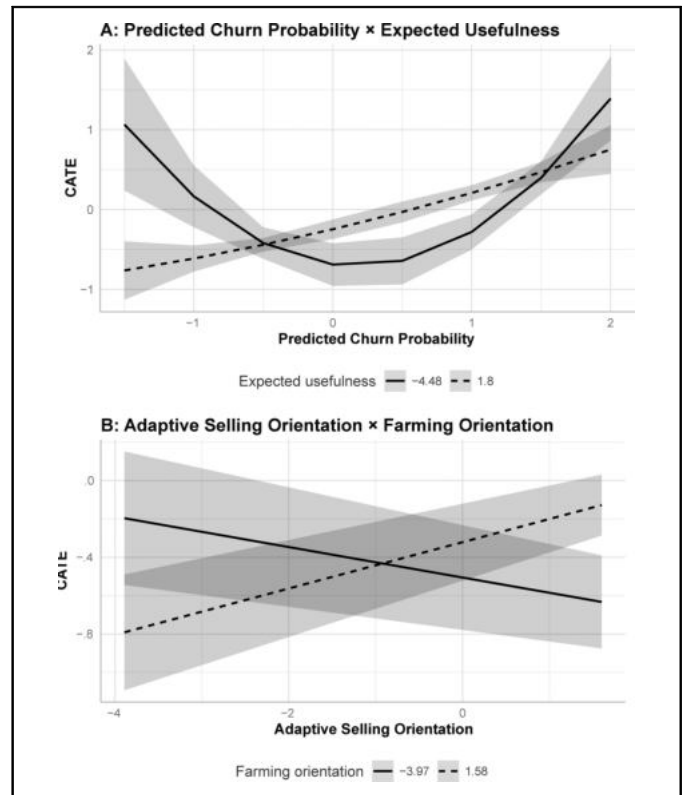 A: Predicted Churn Probability × Expected Usefulness
2
1
0
−1
CATE
−1
0
1
2
Predicted Churn Probability
Expected usefulness −4.48 1.8
B: Adaptive Selling Orientation × Farming Orientation
.0
−.4
−.8
CATE
−4
−2
0
Adaptive Selling Orientation
Farming orientation −3.97 1.58